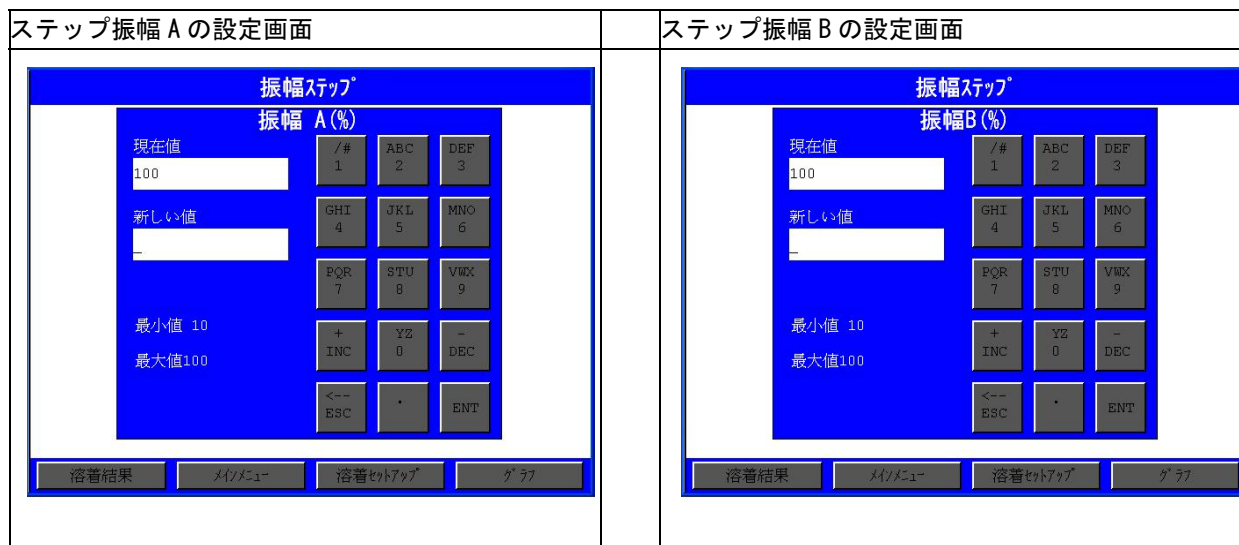 ステップ振幅 A の設定画面
振幅ｽﾃｯﾌﾟ
振幅 A(%)
現在値
100
新しい値
_
最小値 10
最大値100
/# 1
ABC 2
DEF 3
GHI 4
JKL 5
MNO 6
PQR 7
STU 8
VWX 9
+ INC
YZ 0
- DEC
<-- ESC
.
ENT
溶着結果
ﾒｲﾝﾒﾆｭｰ
溶着ｾｯﾄｱｯﾌﾟ
ｸﾞﾗﾌ
ステップ振幅 B の設定画面
振幅ｽﾃｯﾌﾟ
振幅B(%)
現在値
100
新しい値
_
最小値 10
最大値100
/# 1
ABC 2
DEF 3
GHI 4
JKL 5
MNO 6
PQR 7
STU 8
VWX 9
+ INC
YZ 0
- DEC
<-- ESC
.
ENT
溶着結果
ﾒｲﾝﾒﾆｭｰ
溶着ｾｯﾄｱｯﾌﾟ
ｸﾞﾗﾌ